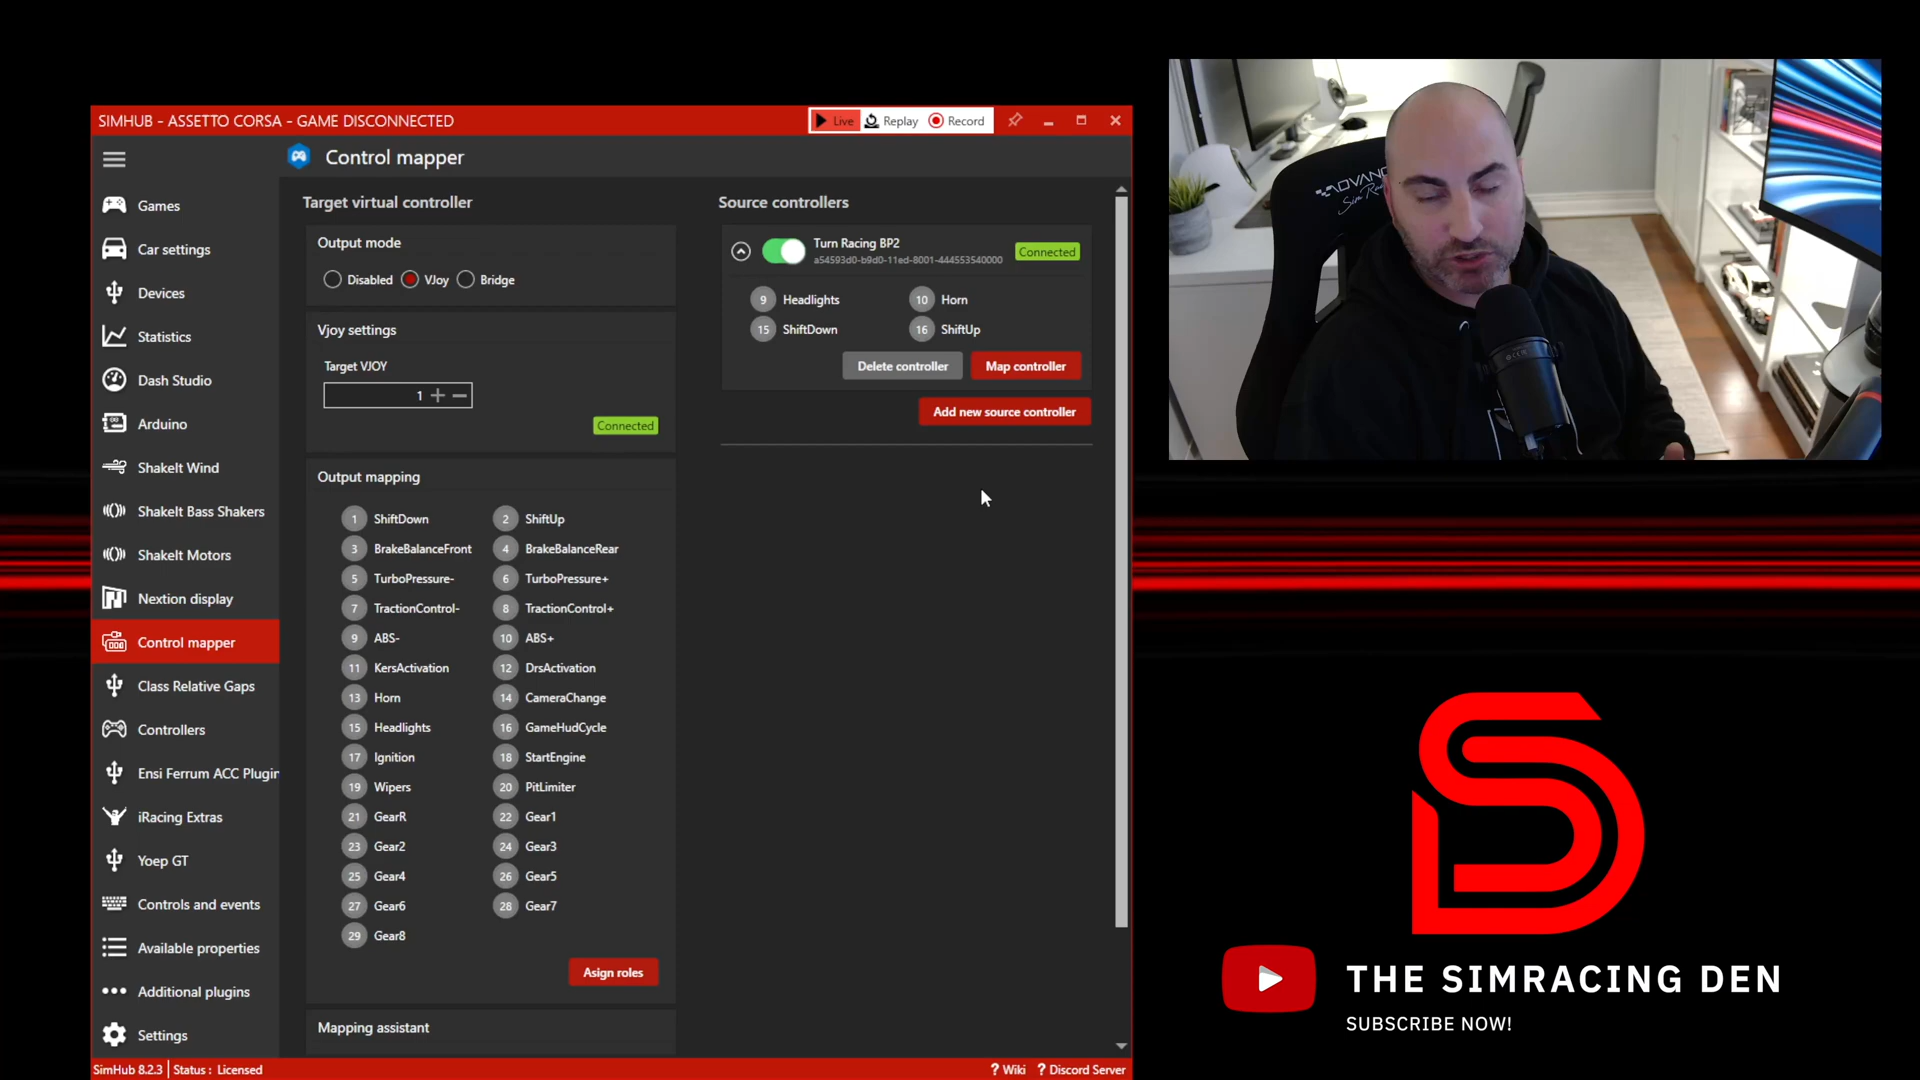 SIMHUB - ASSETTO CORSA - GAME DISCONNECTED
Live
Replay
Record
Control mapper
Games
Car settings
Devices
Statistics
Dash Studio
Arduino
ShakeIt Wind
ShakeIt Bass Shakers
ShakeIt Motors
Nextion display
Control mapper
Class Relative Gaps
Controllers
Ensi Ferrum ACC Plugin
iRacing Extras
Yoep GT
Controls and events
Available properties
Additional plugins
Settings
Target virtual controller
Output mode
Disabled
VJoy
Bridge
Vjoy settings
Target VJOY
1
Connected
Output mapping
1 ShiftDown
2 ShiftUp
3 BrakeBalanceFront
4 BrakeBalanceRear
5 TurboPressure-
6 TurboPressure+
7 TractionControl-
8 TractionControl+
9 ABS-
10 ABS+
11 KersActivation
12 DrsActivation
13 Horn
14 CameraChange
15 Headlights
16 GameHudCycle
17 Ignition
18 StartEngine
19 Wipers
20 PitLimiter
21 GearR
22 Gear1
23 Gear2
24 Gear3
25 Gear4
26 Gear5
27 Gear6
28 Gear7
29 Gear8
Asign roles
Mapping assistant
Source controllers
Turn Racing BP2
a54593d0-b9d0-11ed-8001-444553540000
Connected
9 Headlights
10 Horn
15 ShiftDown
16 ShiftUp
Delete controller
Map controller
Add new source controller
SimHub 8.2.3
Status : Licensed
? Wiki
? Discord Server
THE SIMRACING DEN
SUBSCRIBE NOW!